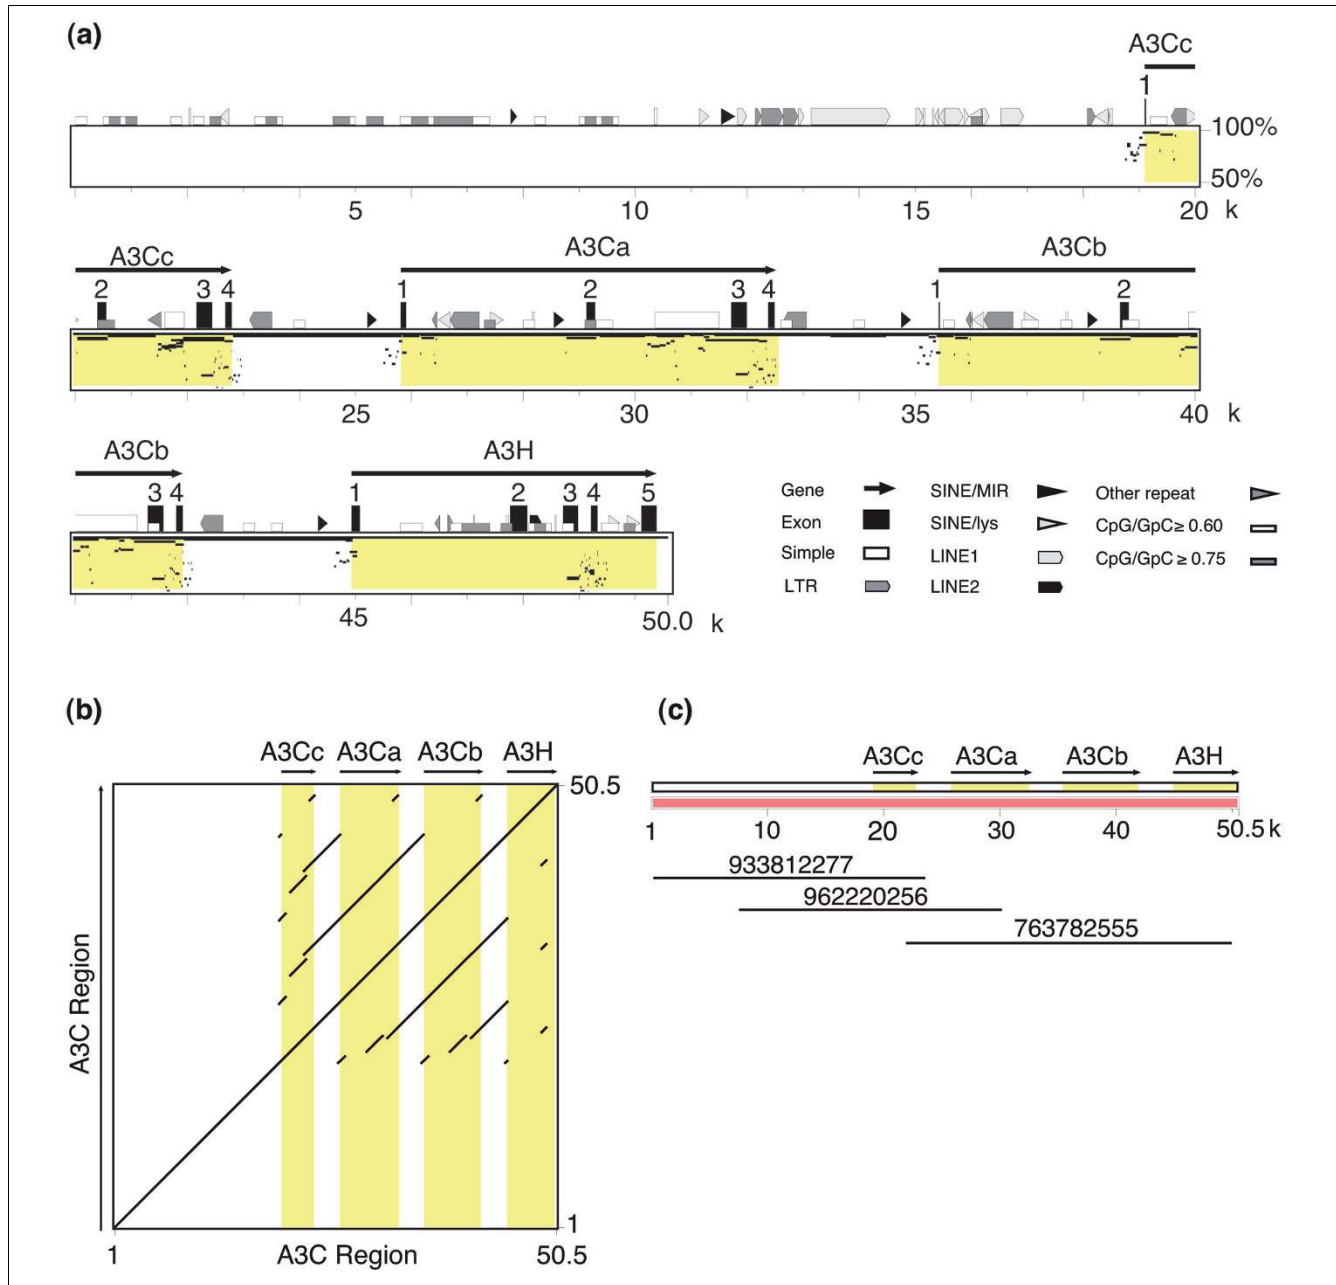 (a)
A3Cc
1
100%
50%
5 10 15 20 k
A3Cc A3Ca A3Cb
2 3 4 1 2 3 4 1 2
25 30 35 40 k
A3Cb A3H
3 4 1 2 3 4 5
45 50.0 k
Gene SINE/MIR Other repeat
Exon SINE/lys CpG/GpC ≥ 0.60
Simple LINE1 CpG/GpC ≥ 0.75
LTR LINE2
(b)
A3Cc A3Ca A3Cb A3H
50.5
A3C Region
1
1 A3C Region 50.5
(c)
A3Cc A3Ca A3Cb A3H
1 10 20 30 40 50.5 k
933812277
962220256
763782555